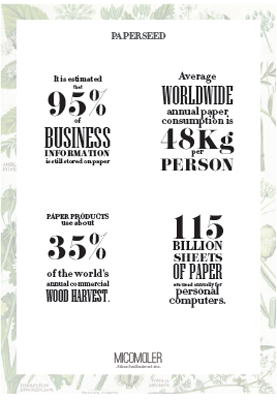 PAPERSEED
It is estimated
that
95%
of
BUSINESS
INFORMATION
is still stored on paper
Average
WORLDWIDE
annual paper
consumption is
48Kg
per
PERSON
PAPER PRODUCTS
use about
35%
of the world's
annual commercial
WOOD HARVEST.
115
BILLION
SHEETS
OF PAPER
are used annually for
personal
computers.
MICOMOLER